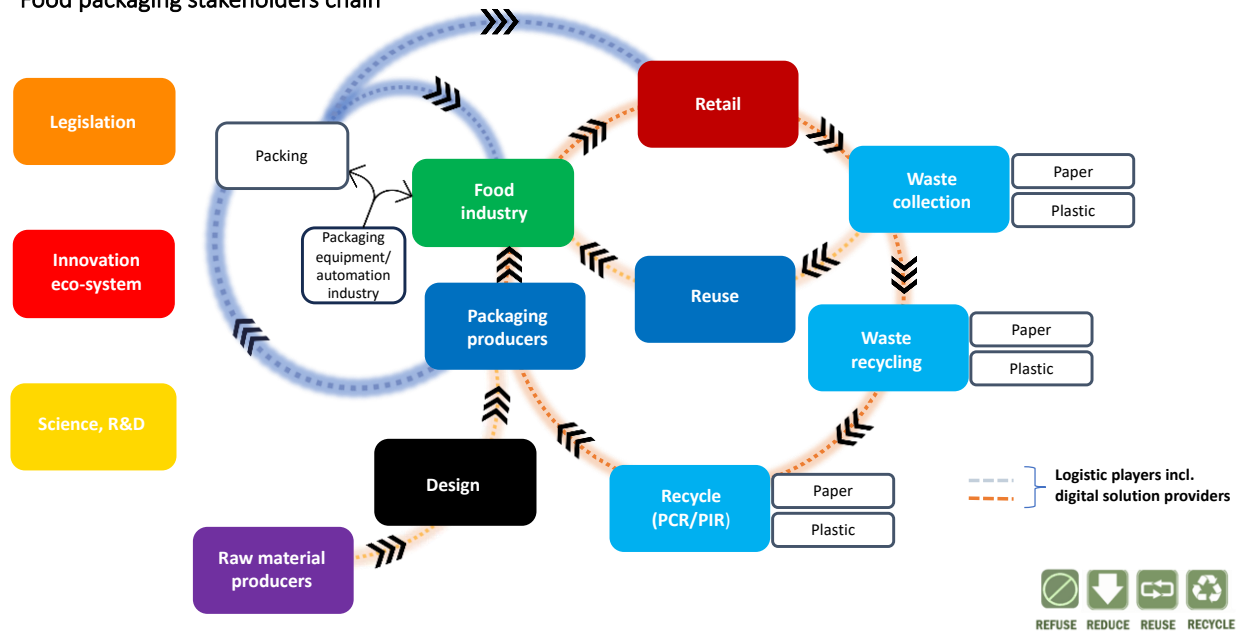 Food packaging stakeholders chain
Legislation
Packing
Retail
Food
industry
Waste
collection
Paper
Plastic
Innovation
eco-system
Packaging
equipment/
automation
industry
Reuse
Packaging
producers
Waste
recycling
Paper
Plastic
Science, R&D
Design
Recycle
(PCR/PIR)
Paper
Plastic
Logistic players incl.
digital solution providers
Raw material
producers
REFUSE REDUCE REUSE RECYCLE